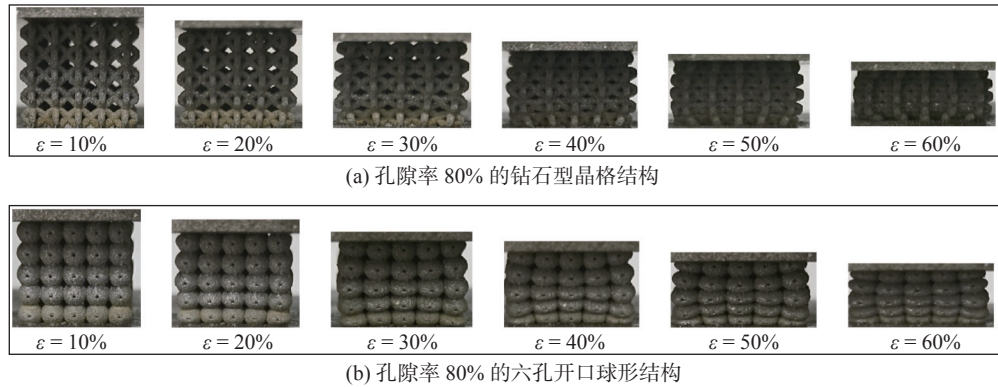 ε = 10% ε = 20% ε = 30% ε = 40% ε = 50% ε = 60%
(a) 孔隙率 80% 的钻石型晶格结构
ε = 10% ε = 20% ε = 30% ε = 40% ε = 50% ε = 60%
(b) 孔隙率 80% 的六孔开口球形结构